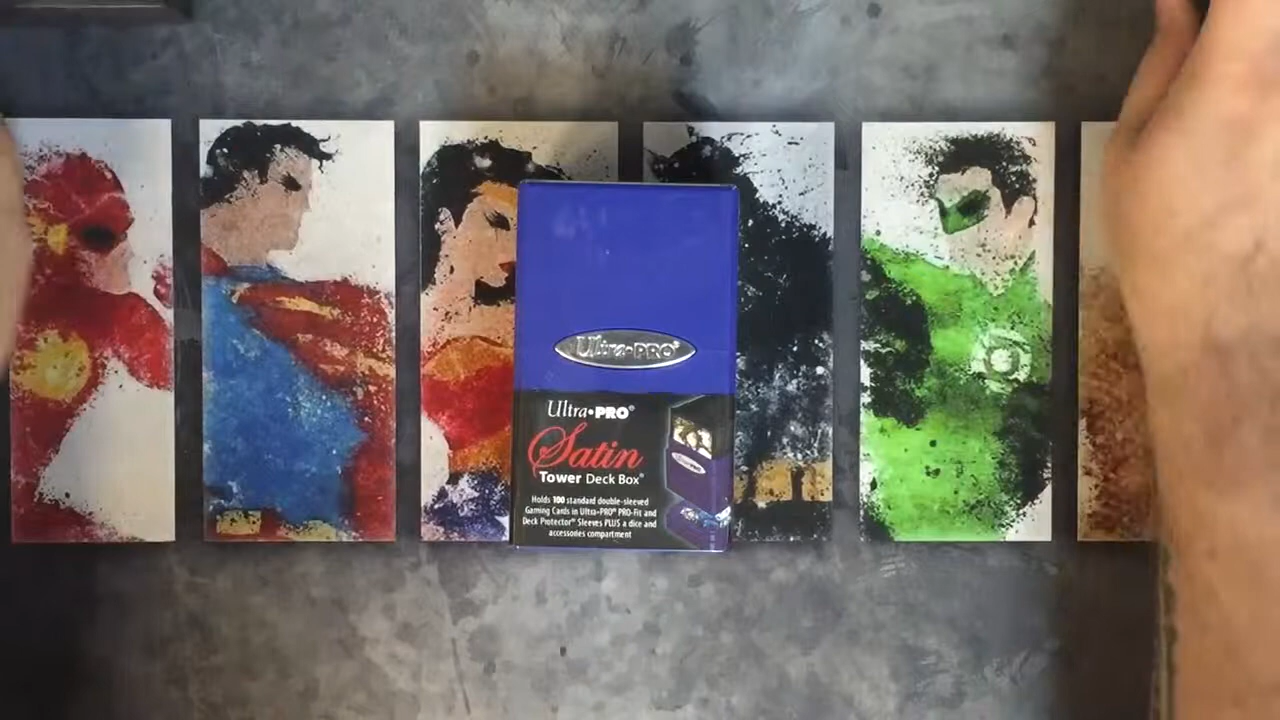 Ultra•PRO®
Ultra•PRO®
Satin
Tower Deck Box™
Holds 100 standard double-sleeved
Gaming Cards in Ultra•PRO® PRO-Fit and
Deck Protector® Sleeves PLUS a dice and
accessories compartment